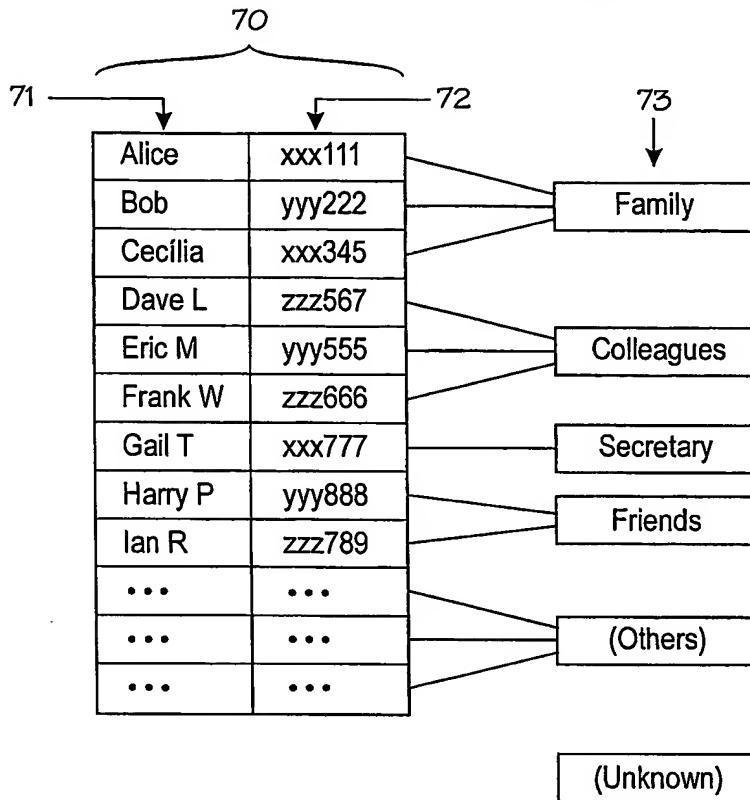 70
71 72 73
Alice xxx111
Bob yyy222 Family
Cecília xxx345
Dave L zzz567
Eric M yyy555 Colleagues
Frank W zzz666
Gail T xxx777 Secretary
Harry P yyy888
Friends
Ian R zzz789
••• •••
••• ••• (Others)
••• •••
(Unknown)